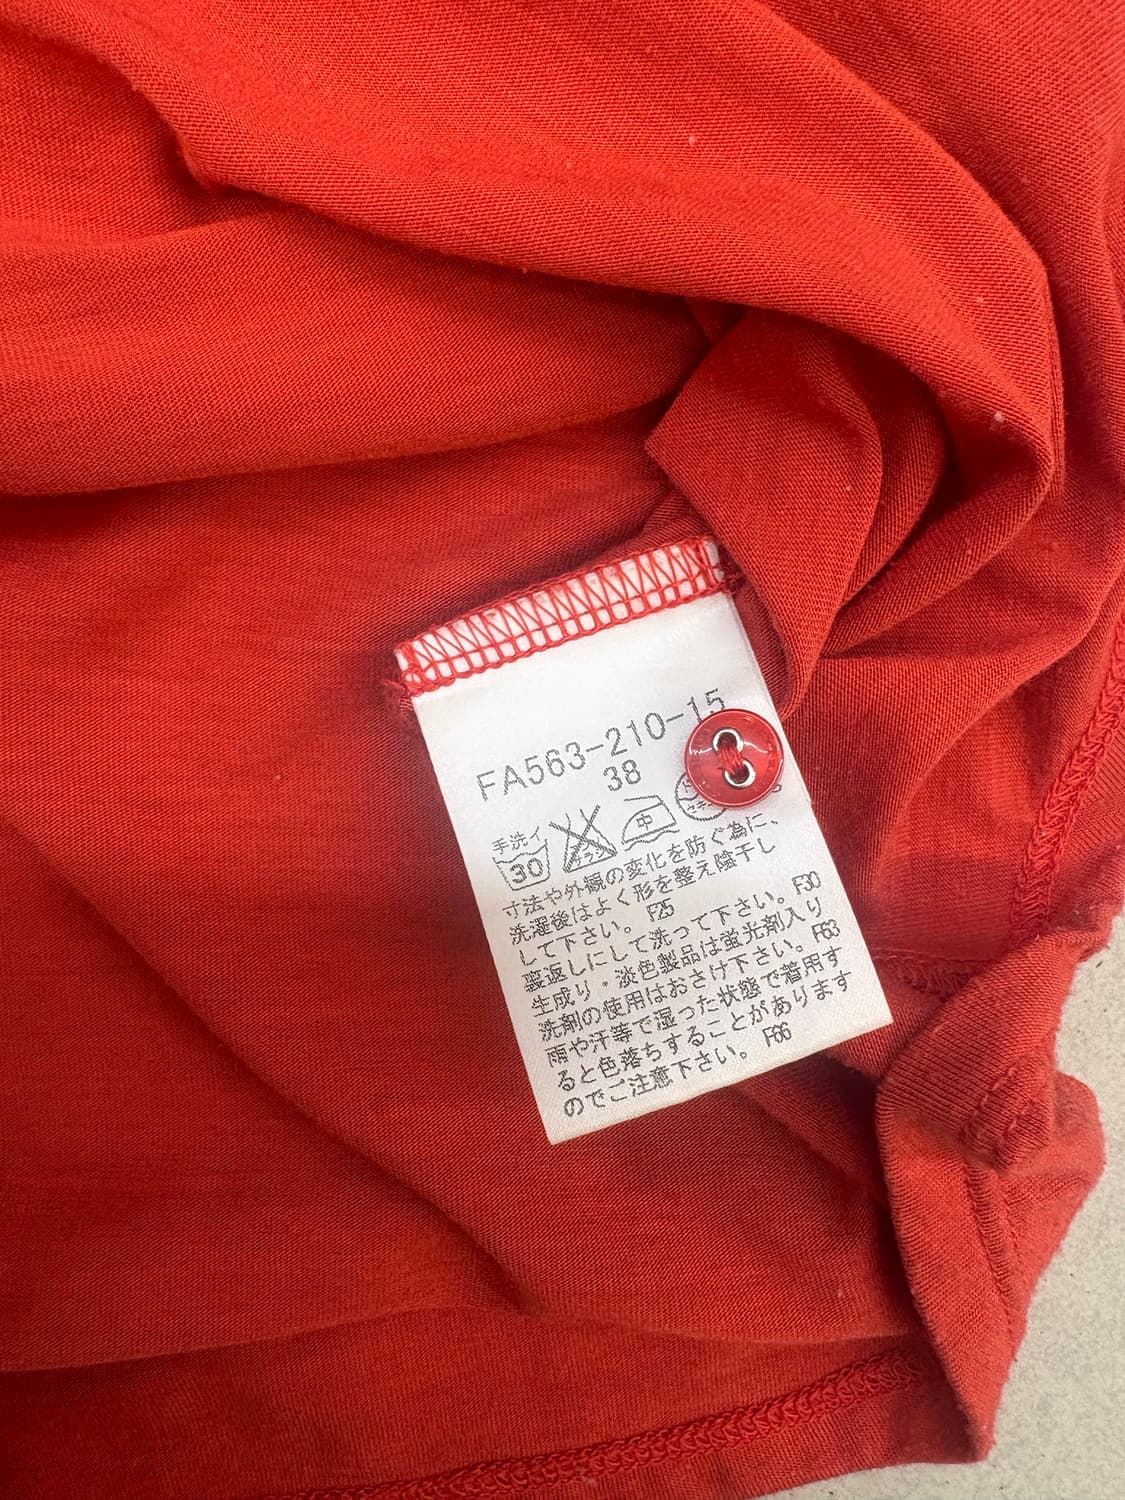 FA563-210-15
38
手洗イ
30
中
寸法や外観の変化を防ぐ為に、
洗濯後はよく形を整え陰干し
して下さい。 F25
裏返しにして洗って下さい。F30
生成り・淡色製品は蛍光剤入り
洗剤の使用はおさけ下さい。F63
雨や汗等で湿った状態で着用す
ると色落ちすることがあります
のでご注意下さい。 F66